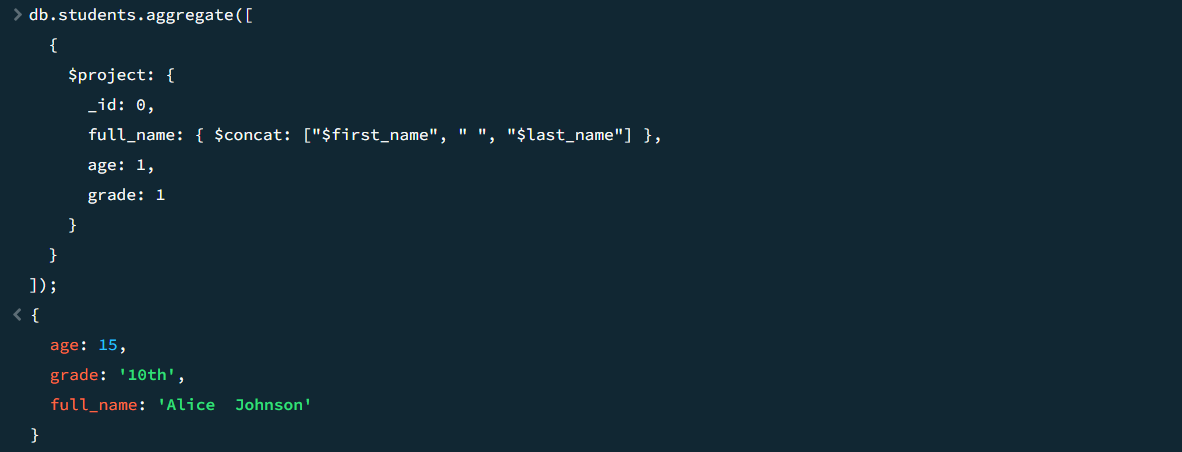 > db.students.aggregate([
    {
      $project: {
        _id: 0,
        full_name: { $concat: ["$first_name", " ", "$last_name"] },
        age: 1,
        grade: 1
      }
    }
  ]);
< {
    age: 15,
    grade: '10th',
    full_name: 'Alice  Johnson'
  }